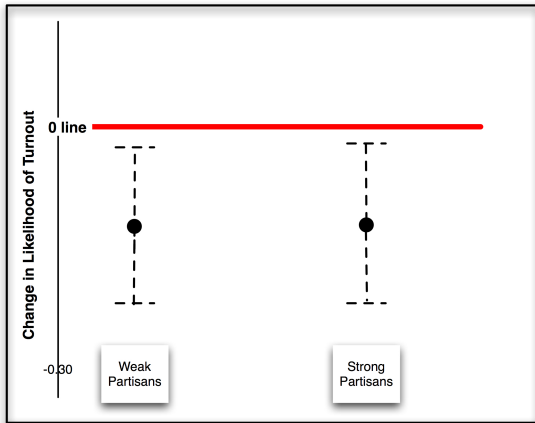 0 line
Change in Likelihood of Turnout
-0.30
Weak
Partisans
Strong
Partisans